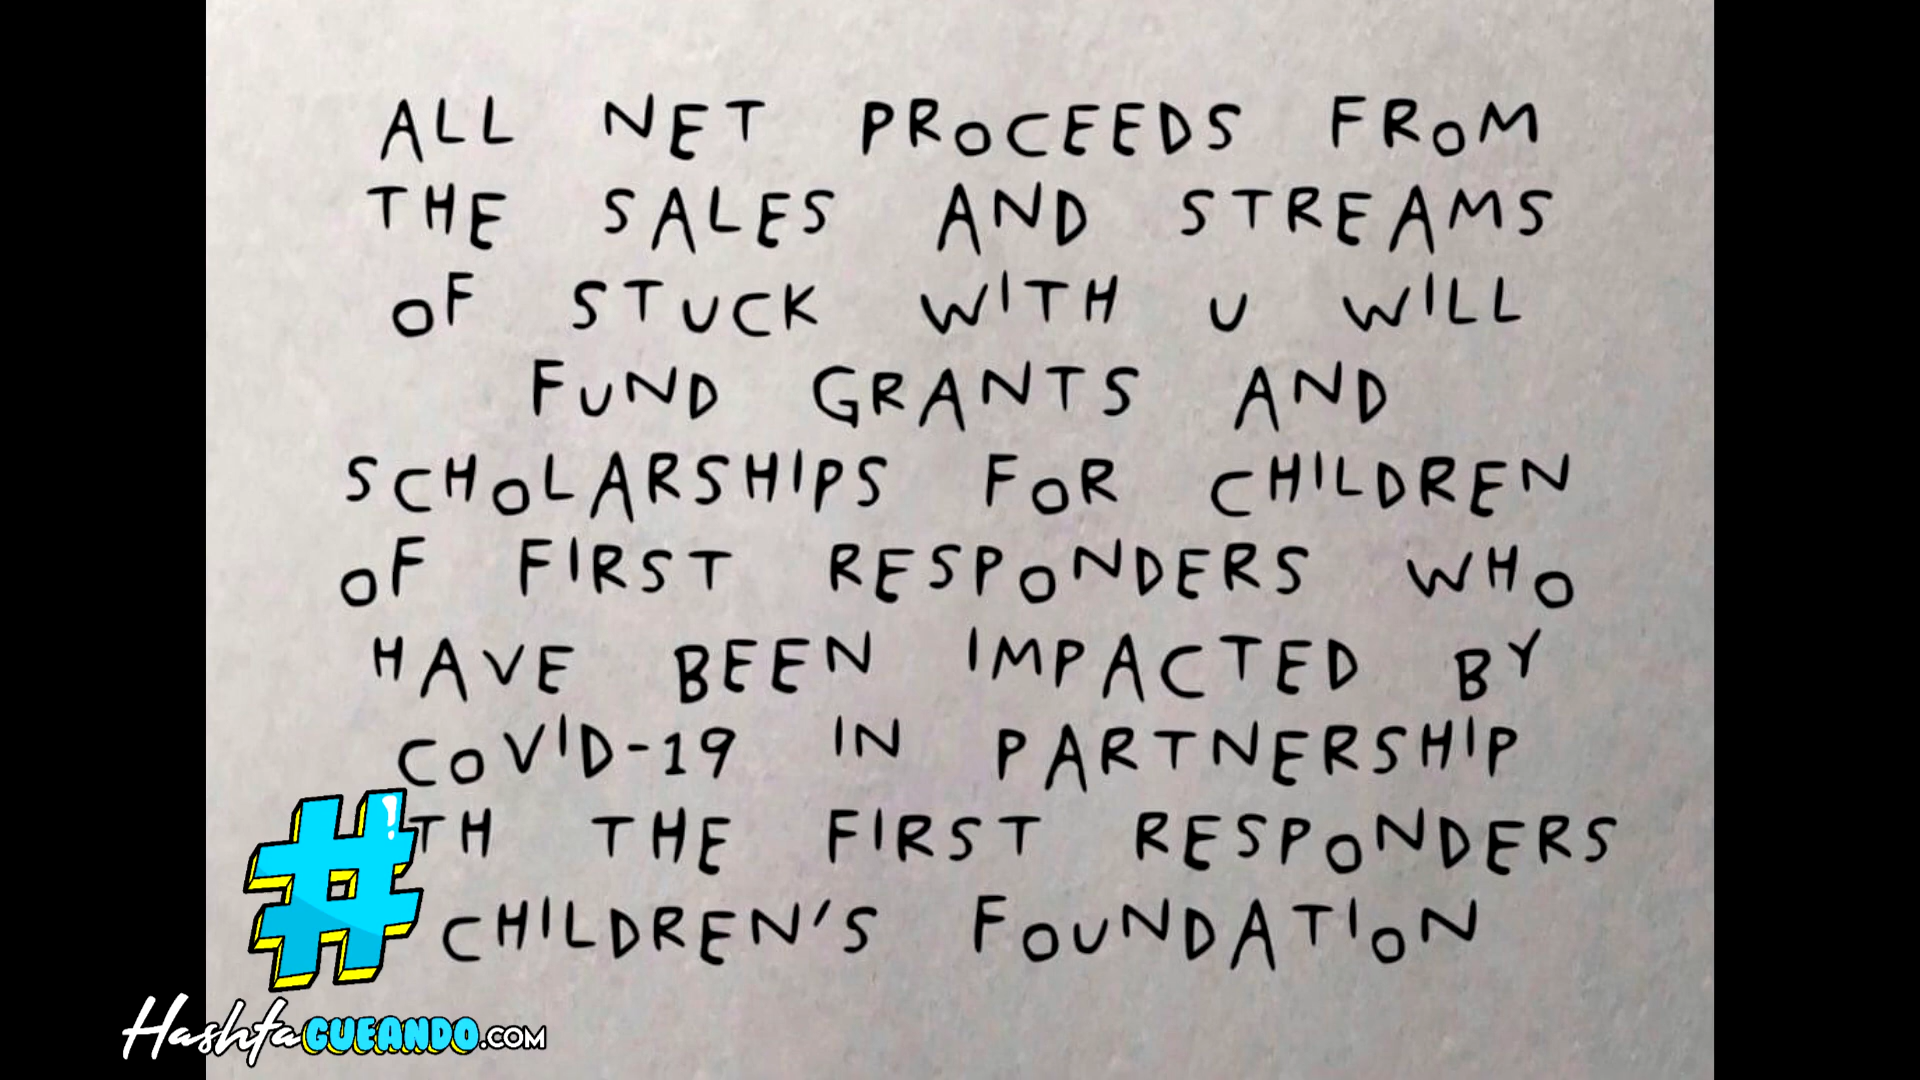 ALL NET PROCEEDS FROM
THE SALES AND STREAMS
OF STUCK WITH U WILL
FUND GRANTS AND
SCHOLARSHIPS FOR CHILDREN
OF FIRST RESPONDERS WHO
HAVE BEEN IMPACTED BY
COVID-19 IN PARTNERSHIP
TH THE FIRST RESPONDERS
CHILDREN'S FOUNDATION
#
HashtaGUEANDO.COM